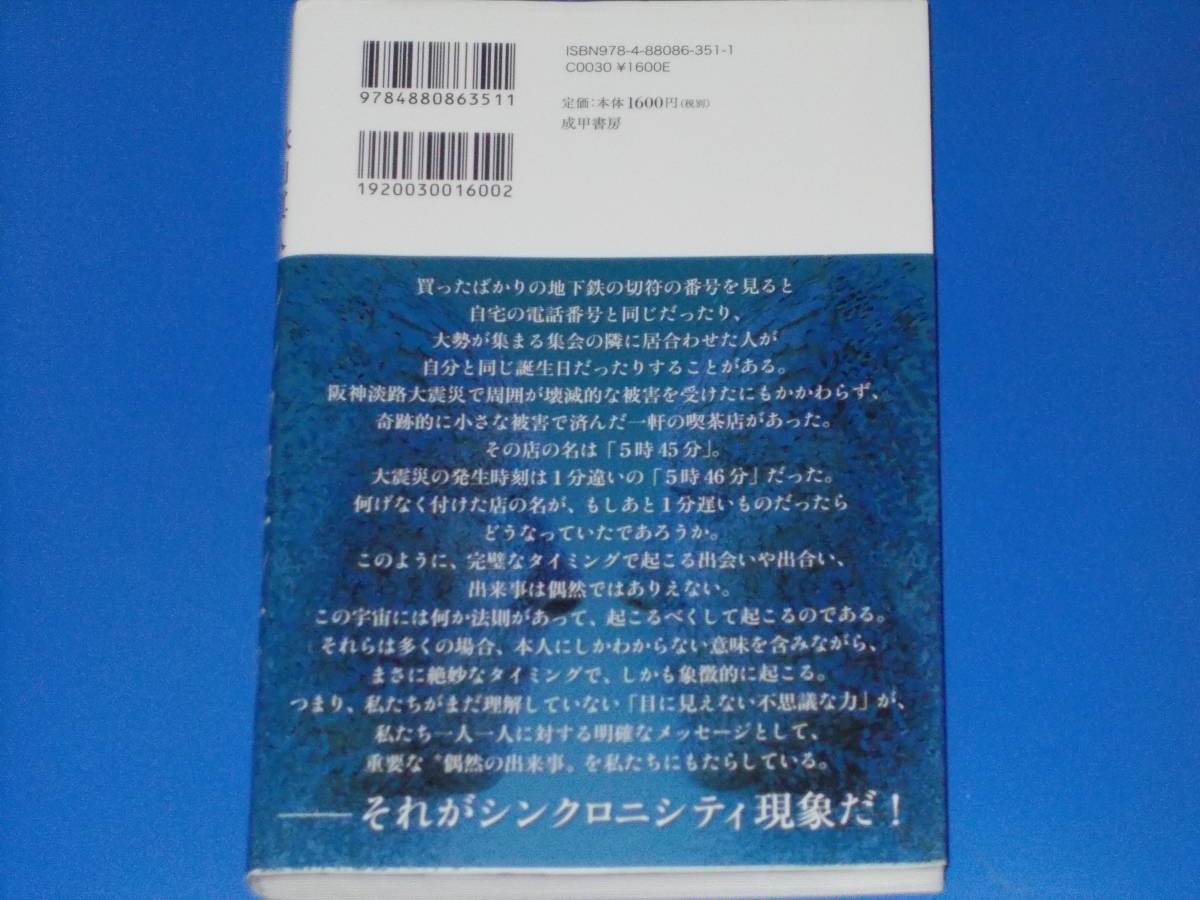 ISBN978-4-88086-351-1
C0030 ¥1600E
9784880863511
定価:本体1600円(税別)
成甲書房
1920030016002
買ったばかりの地下鉄の切符の番号を見ると
自宅の電話番号と同じだったり、
大勢が集まる集会の隣に居合わせた人が
自分と同じ誕生日だったりすることがある。
阪神淡路大震災で周囲が壊滅的な被害を受けたにもかかわらず、
奇跡的に小さな被害で済んだ一軒の喫茶店があった。
その店の名は「5時45分」。
大震災の発生時刻は1分違いの「5時46分」だった。
何げなく付けた店の名が、もしあと1分遅いものだったら
どうなっていたであろうか。
このように、完璧なタイミングで起こる出会いや出合い、
出来事は偶然ではありえない。
この宇宙には何か法則があって、起こるべくして起こるのである。
それらは多くの場合、本人にしかわからない意味を含みながら、
まさに絶妙なタイミングで、しかも象徴的に起こる。
つまり、私たちがまだ理解していない「目に見えない不思議な力」が、
私たち一人一人に対する明確なメッセージとして、
重要な〝偶然の出来事〟を私たちにもたらしている。
――それがシンクロニシティ現象だ!